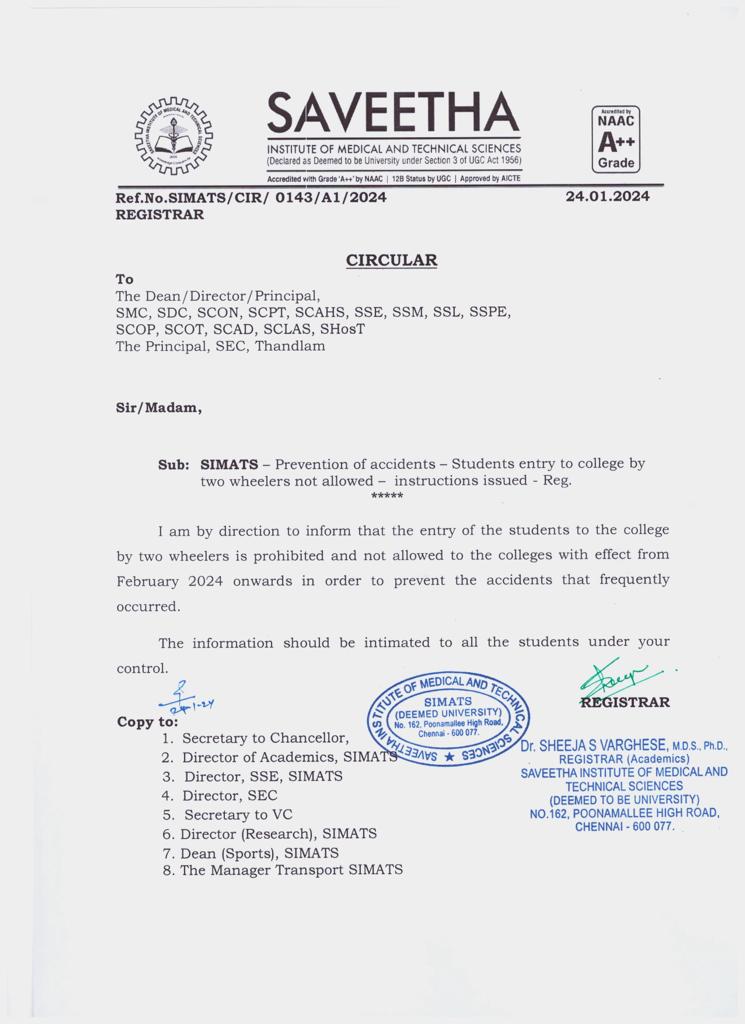 SAVEETHA
INSTITUTE OF MEDICAL AND TECHNICAL SCIENCES
(Declared as Deemed to be University under Section 3 of UGC Act 1956)
Accredited with Grade 'A++' by NAAC | 12B Status by UGC | Approved by AICTE
SAVEETHA INSTITUTE OF MEDICAL AND TECHNICAL SCIENCES
Accredited by
NAAC
A++
Grade
Ref.No.SIMATS/CIR/ 0143/A1/2024 24.01.2024
REGISTRAR
CIRCULAR
To
The Dean/Director/Principal,
SMC, SDC, SCON, SCPT, SCAHS, SSE, SSM, SSL, SSPE,
SCOP, SCOT, SCAD, SCLAS, SHosT
The Principal, SEC, Thandlam
Sir/Madam,
Sub: SIMATS – Prevention of accidents – Students entry to college by
two wheelers not allowed – instructions issued - Reg.
*****
I am by direction to inform that the entry of the students to the college
by two wheelers is prohibited and not allowed to the colleges with effect from
February 2024 onwards in order to prevent the accidents that frequently
occurred.
The information should be intimated to all the students under your
control.
24-1-24
REGISTRAR
Copy to:
1. Secretary to Chancellor,
2. Director of Academics, SIMATS
3. Director, SSE, SIMATS
4. Director, SEC
5. Secretary to VC
6. Director (Research), SIMATS
7. Dean (Sports), SIMATS
8. The Manager Transport SIMATS
SAVEETHA INSTITUTE OF MEDICAL AND TECHNICAL SCIENCES
SIMATS
(DEEMED UNIVERSITY)
No. 162, Poonamallee High Road,
Chennai - 600 077.
Dr. SHEEJA S VARGHESE, M.D.S., Ph.D.,
REGISTRAR (Academics)
SAVEETHA INSTITUTE OF MEDICAL AND
TECHNICAL SCIENCES
(DEEMED TO BE UNIVERSITY)
NO.162, POONAMALLEE HIGH ROAD,
CHENNAI - 600 077.